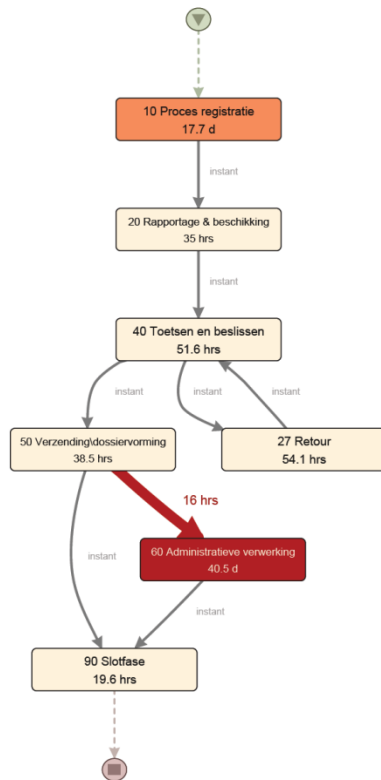 10 Proces registratie
17.7 d
instant
20 Rapportage & beschikking
35 hrs
instant
40 Toetsen en beslissen
51.6 hrs
instant
instant
instant
50 Verzending\dossiervorming
38.5 hrs
27 Retour
54.1 hrs
16 hrs
instant
60 Administratieve verwerking
40.5 d
instant
90 Slotfase
19.6 hrs